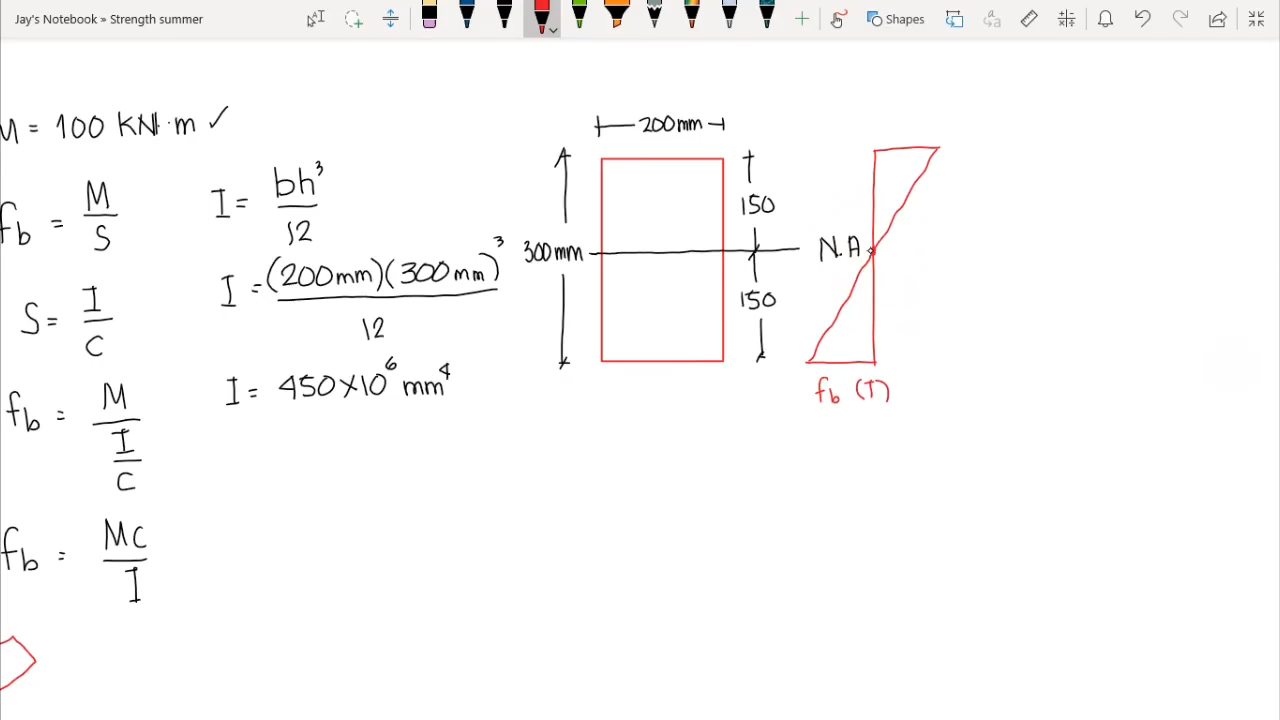 Jay's Notebook » Strength summer
Shapes
M = 100 KN·m ✓
fb = M/S
S = I/C
fb = M/(I/C)
fb = Mc/I
I = bh³/12
I = (200mm)(300mm)³/12
I = 450×10⁶ mm⁴
200mm
300mm
150
150
N.A
fb (T)